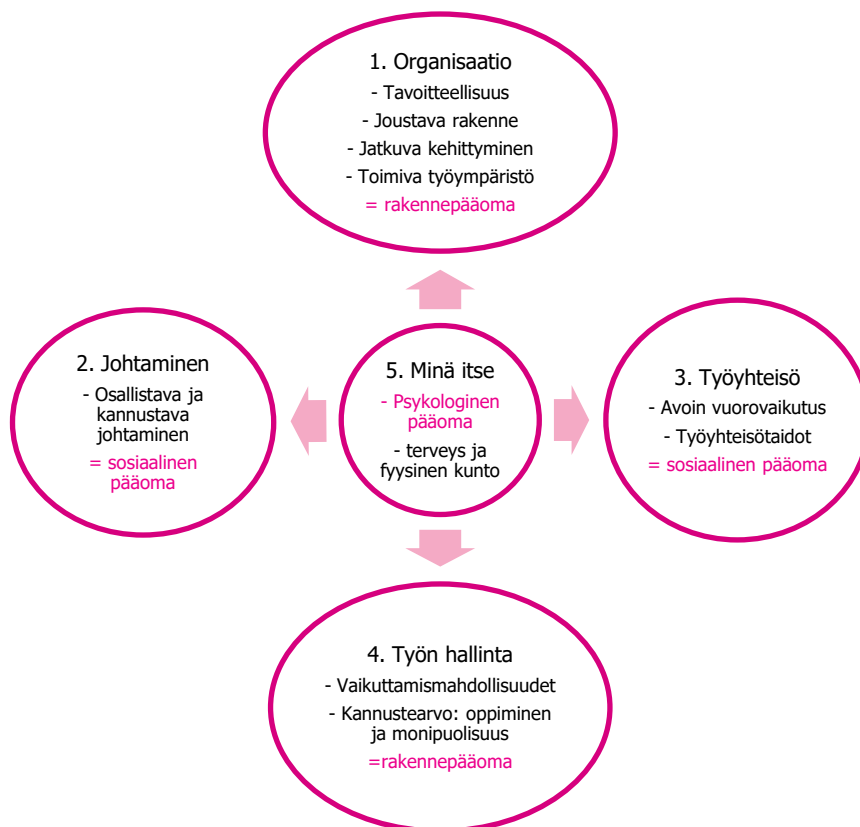 1. Organisaatio
- Tavoitteellisuus
- Joustava rakenne
- Jatkuva kehittyminen
- Toimiva työympäristö
= rakennepääoma
2. Johtaminen
- Osallistava ja
kannustava
johtaminen
= sosiaalinen
pääoma
5. Minä itse
- Psykologinen
pääoma
- terveys ja
fyysinen kunto
3. Työyhteisö
- Avoin vuorovaikutus
- Työyhteisötaidot
= sosiaalinen pääoma
4. Työn hallinta
- Vaikuttamismahdollisuudet
- Kannustearvo: oppiminen
ja monipuolisuus
=rakennepääoma